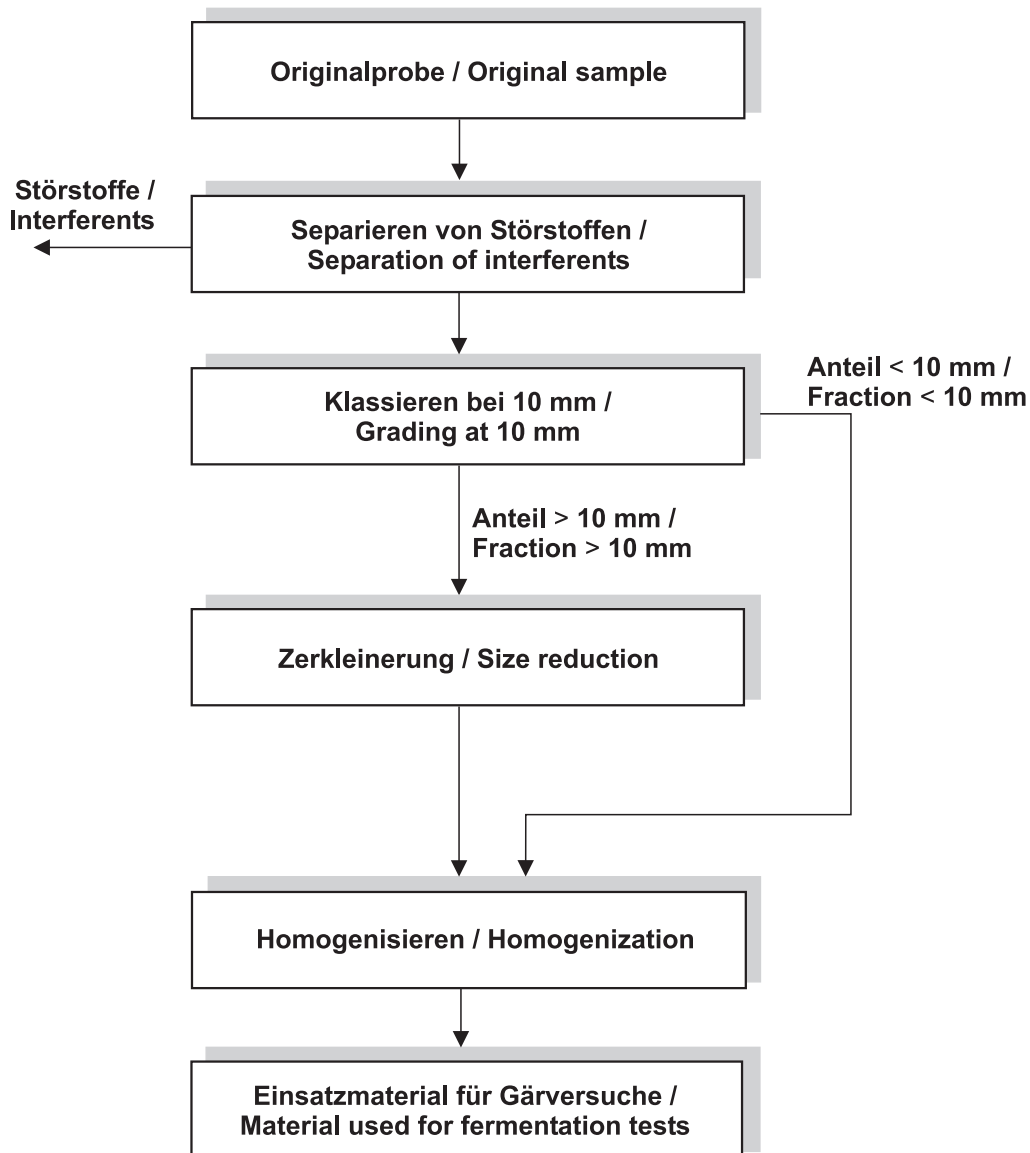 Originalprobe / Original sample
Störstoffe /
Interferents
Separieren von Störstoffen /
Separation of interferents
Klassieren bei 10 mm /
Grading at 10 mm
Anteil < 10 mm /
Fraction < 10 mm
Anteil > 10 mm /
Fraction > 10 mm
Zerkleinerung / Size reduction
Homogenisieren / Homogenization
Einsatzmaterial für Gärversuche /
Material used for fermentation tests